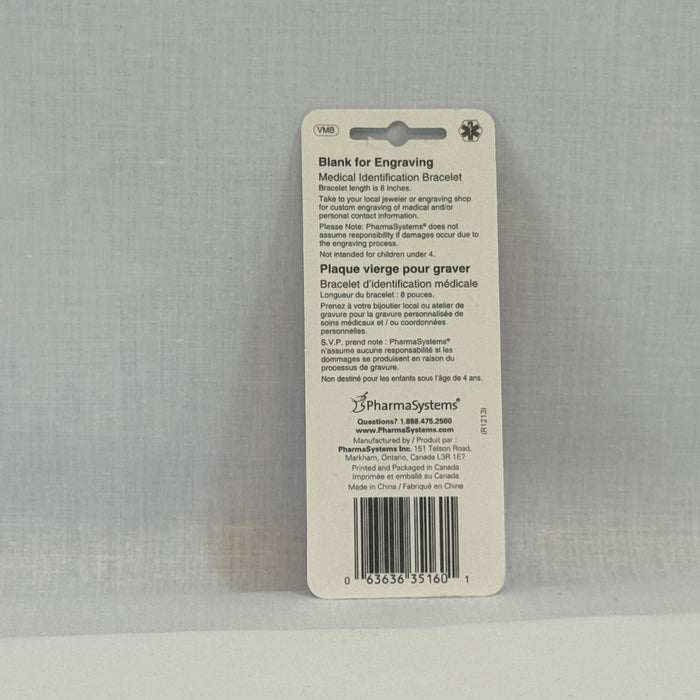 VMB
Blank for Engraving
Medical Identification Bracelet
Bracelet length is 8 inches.
Take to your local jeweler or engraving shop
for custom engraving of medical and/or
personal contact information.
Please Note: PharmaSystems® does not
assume responsibility if damages occur due to
the engraving process.
Not intended for children under 4.
Plaque vierge pour graver
Bracelet d'identification médicale
Longueur du bracelet : 8 pouces.
Prenez à votre bijoutier local ou atelier de
gravure pour la gravure personnalisée de
soins médicaux et / ou coordonnées
personnelles.
S.V.P. prend note : PharmaSystems®
n'assume aucune responsabilité si les
dommages se produisent en raison du
processus de gravure.
Non destiné pour les enfants sous l'âge de 4 ans.
PharmaSystems®
Questions? 1.888.475.2500
www.PharmaSystems.com
(R1213)
Manufactured by / Produit par :
PharmaSystems Inc. 151 Telson Road,
Markham, Ontario, Canada L3R 1E7
Printed and Packaged in Canada
Imprimée et emballé au Canada
Made in China / Fabriqué en Chine
0 63636 35160 1